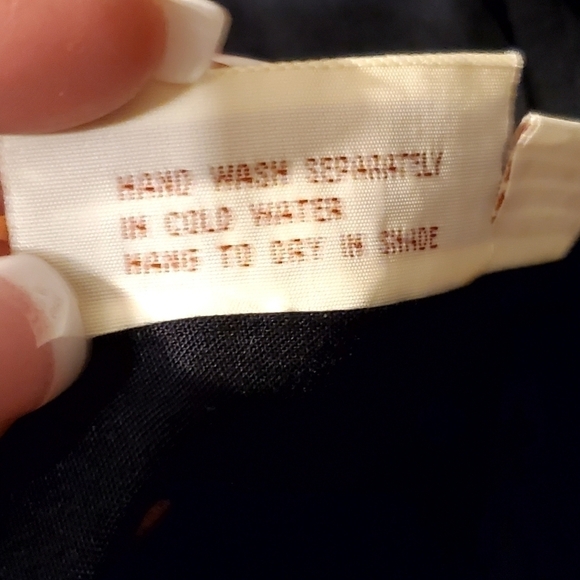 HAND WASH SEPARATELY
IN COLD WATER
HANG TO DRY IN SHADE